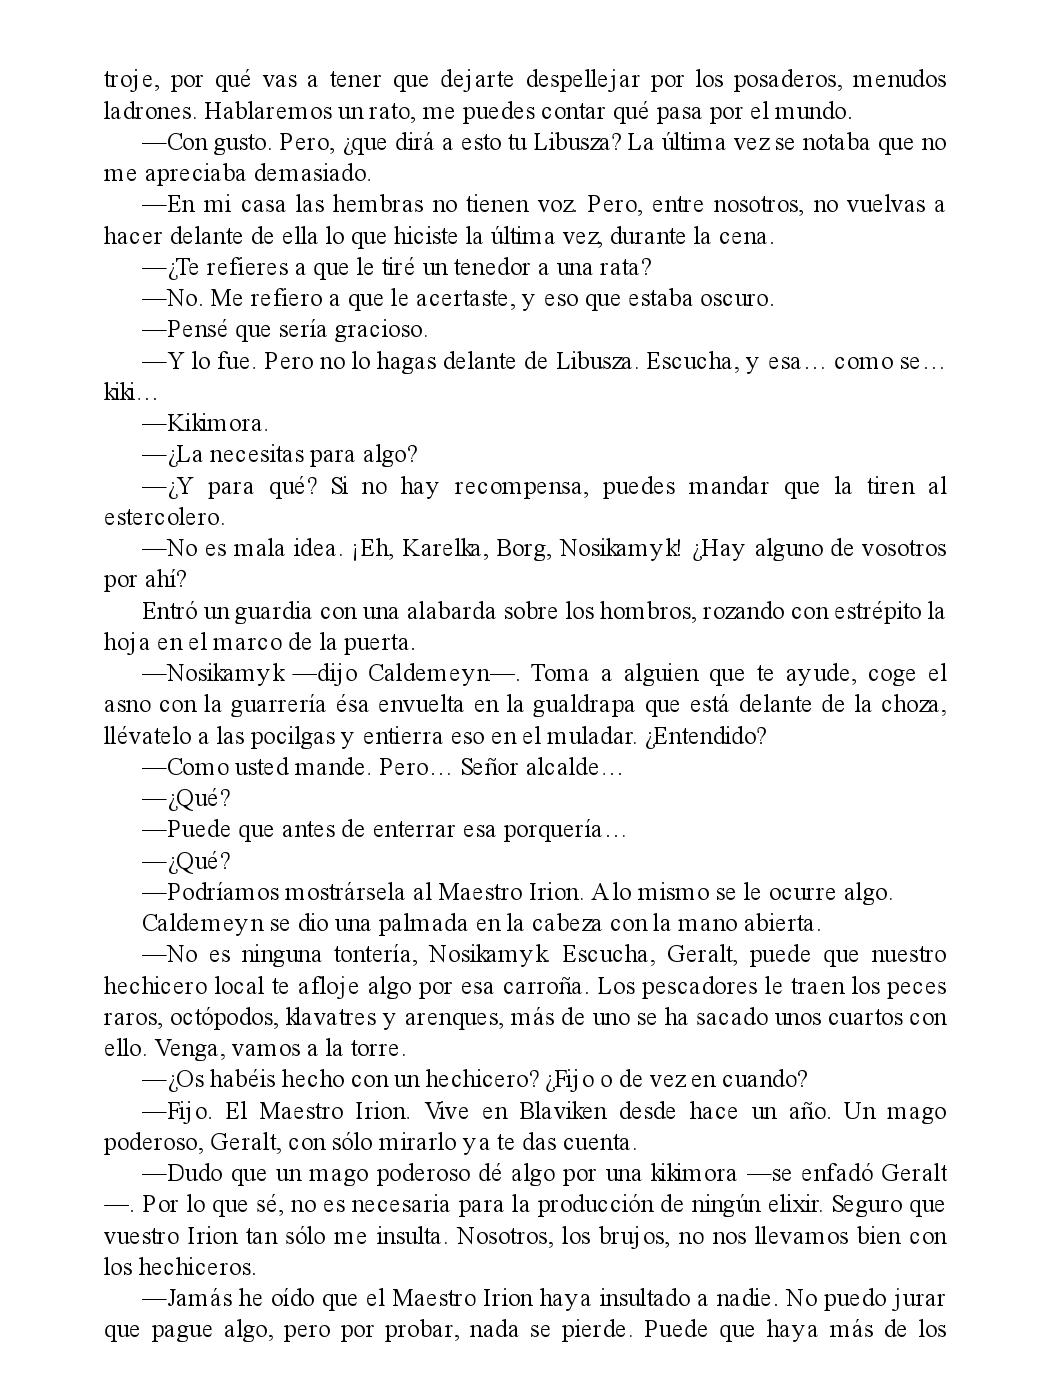 troje, por qué vas a tener que dejarte despellejar por los posaderos, menudos
ladrones. Hablaremos un rato, me puedes contar qué pasa por el mundo.
—Con gusto. Pero, ¿que dirá a esto tu Libusza? La última vez se notaba que no
me apreciaba demasiado.
—En mi casa las hembras no tienen voz. Pero, entre nosotros, no vuelvas a
hacer delante de ella lo que hiciste la última vez, durante la cena.
—¿Te refieres a que le tiré un tenedor a una rata?
—No. Me refiero a que le acertaste, y eso que estaba oscuro.
—Pensé que sería gracioso.
—Y lo fue. Pero no lo hagas delante de Libusza. Escucha, y esa… como se…
kiki…
—Kikimora.
—¿La necesitas para algo?
—¿Y para qué? Si no hay recompensa, puedes mandar que la tiren al
estercolero.
—No es mala idea. ¡Eh, Karelka, Borg, Nosikamyk! ¿Hay alguno de vosotros
por ahí?
Entró un guardia con una alabarda sobre los hombros, rozando con estrépito la
hoja en el marco de la puerta.
—Nosikamyk —dijo Caldemeyn—. Toma a alguien que te ayude, coge el
asno con la guarrería ésa envuelta en la gualdrapa que está delante de la choza,
llévatelo a las pocilgas y entierra eso en el muladar. ¿Entendido?
—Como usted mande. Pero… Señor alcalde…
—¿Qué?
—Puede que antes de enterrar esa porquería…
—¿Qué?
—Podríamos mostrársela al Maestro Irion. A lo mismo se le ocurre algo.
Caldemeyn se dio una palmada en la cabeza con la mano abierta.
—No es ninguna tontería, Nosikamyk. Escucha, Geralt, puede que nuestro
hechicero local te afloje algo por esa carroña. Los pescadores le traen los peces
raros, octópodos, klavatres y arenques, más de uno se ha sacado unos cuartos con
ello. Venga, vamos a la torre.
—¿Os habéis hecho con un hechicero? ¿Fijo o de vez en cuando?
—Fijo. El Maestro Irion. Vive en Blaviken desde hace un año. Un mago
poderoso, Geralt, con sólo mirarlo ya te das cuenta.
—Dudo que un mago poderoso dé algo por una kikimora —se enfadó Geralt
—. Por lo que sé, no es necesaria para la producción de ningún elixir. Seguro que
vuestro Irion tan sólo me insulta. Nosotros, los brujos, no nos llevamos bien con
los hechiceros.
—Jamás he oído que el Maestro Irion haya insultado a nadie. No puedo jurar
que pague algo, pero por probar, nada se pierde. Puede que haya más de los